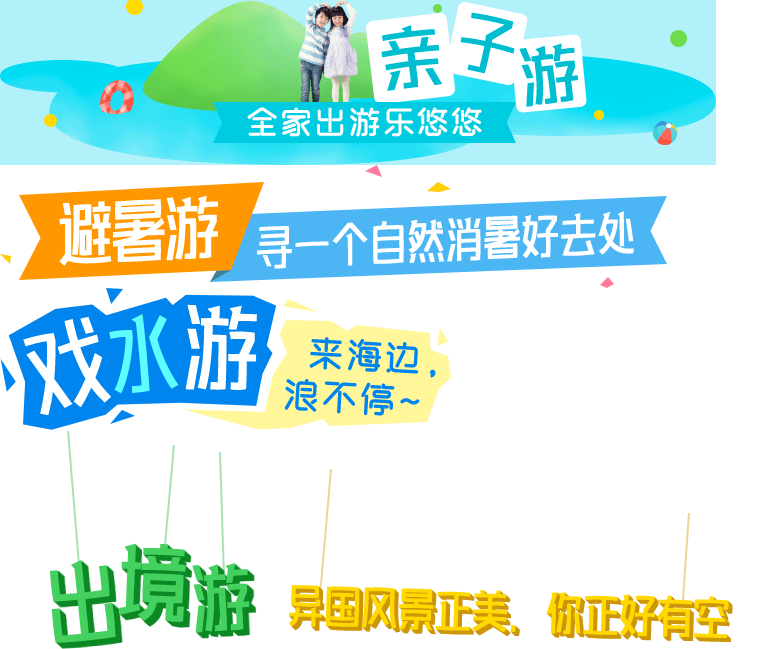 亲子游
全家出游乐悠悠
避暑游
寻一个自然消暑好去处
戏水游
来海边，
浪不停~
出境游
异国风景正美，你正好有空